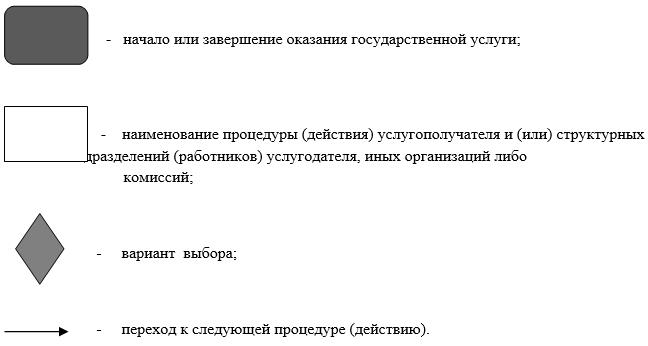 - начало или завершение оказания государственной услуги;
- наименование процедуры (действия) услугополучателя и (или) структурных
дразделений (работников) услугодателя, иных организаций либо
комиссий;
- вариант выбора;
- переход к следующей процедуре (действию).